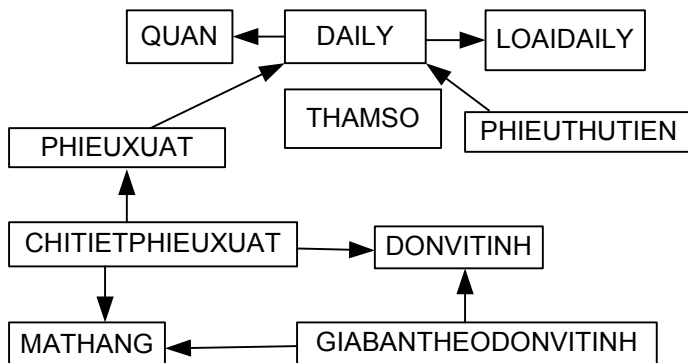 QUAN
DAILY
LOAIDAILY
THAMSO
PHIEUTHUTIEN
PHIEUXUAT
CHITIETPHIEUXUAT
DONVITINH
MATHANG
GIABANTHEODONVITINH